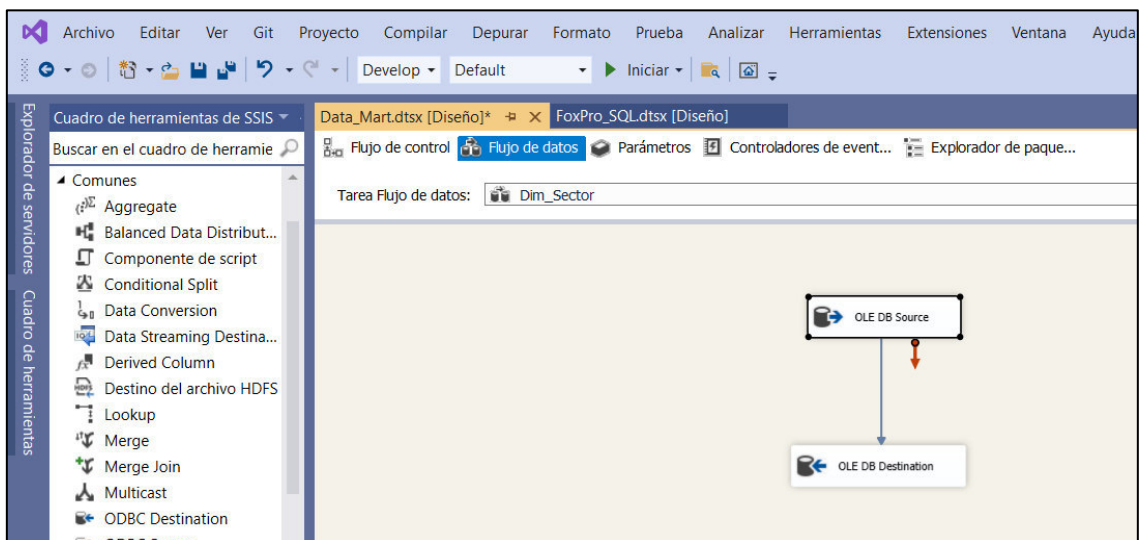 Archivo Editar Ver Git Proyecto Compilar Depurar Formato Prueba Analizar Herramientas Extensiones Ventana Ayuda
Develop Default Iniciar
Explorador de servidores
Cuadro de herramientas
Cuadro de herramientas de SSIS
Buscar en el cuadro de herramie
Comunes
Aggregate
Balanced Data Distribut...
Componente de script
Conditional Split
Data Conversion
Data Streaming Destina...
Derived Column
Destino del archivo HDFS
Lookup
Merge
Merge Join
Multicast
ODBC Destination
Data_Mart.dtsx [Diseño]* FoxPro_SQL.dtsx [Diseño]
Flujo de control Flujo de datos Parámetros Controladores de event... Explorador de paque...
Tarea Flujo de datos: Dim_Sector
OLE DB Source
OLE DB Destination